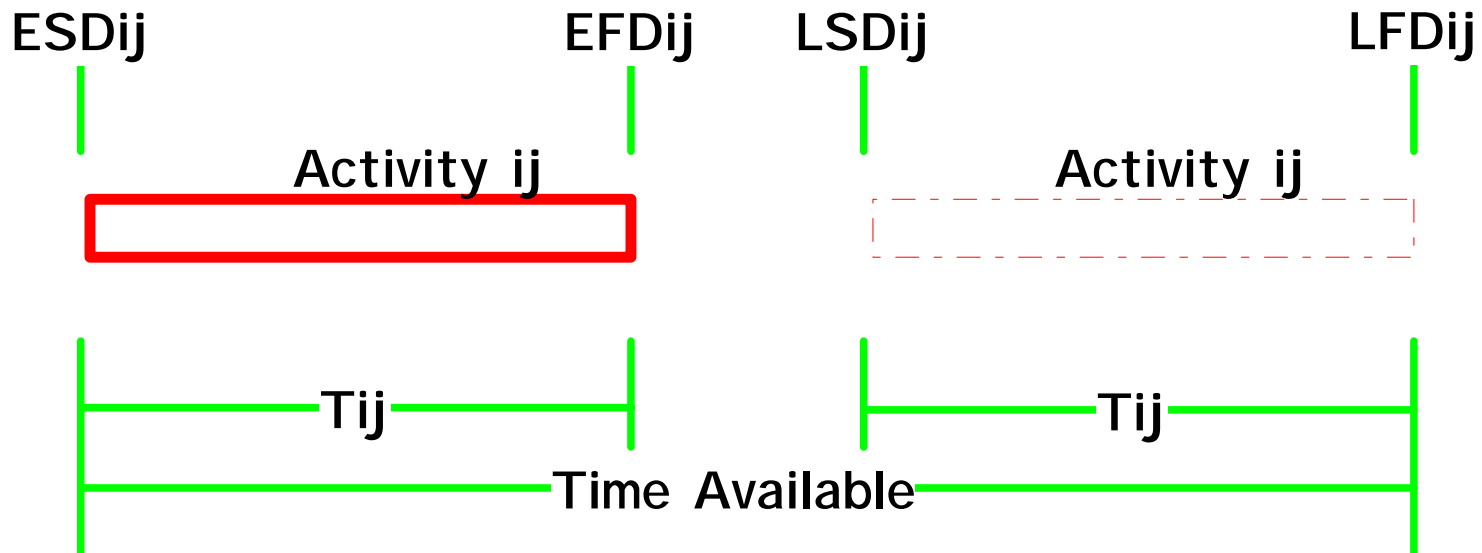 ESDij EFDij LSDij LFDij
Activity ij Activity ij
Tij Tij
Time Available